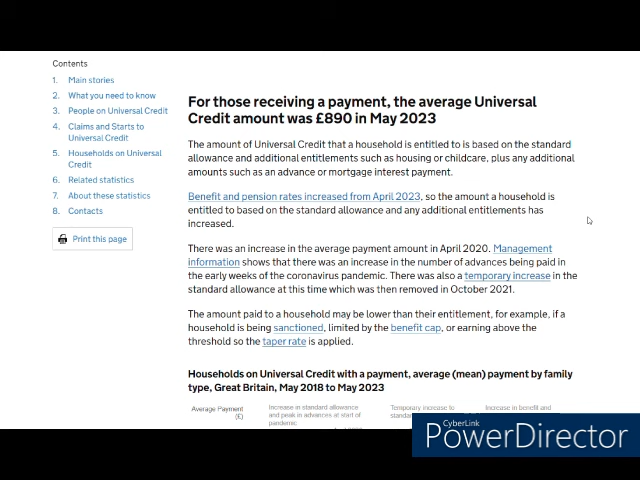 Contents
1. Main stories
2. What you need to know
3. People on Universal Credit
4. Claims and Starts to
Universal Credit
5. Households on Universal
Credit
6. Related statistics
7. About these statistics
8. Contacts
Print this page
For those receiving a payment, the average Universal
Credit amount was £890 in May 2023
The amount of Universal Credit that a household is entitled to is based on the standard
allowance and additional entitlements such as housing or childcare, plus any additional
amounts such as an advance or mortgage interest payment.
Benefit and pension rates increased from April 2023, so the amount a household is
entitled to based on the standard allowance and any additional entitlements has
increased.
There was an increase in the average payment amount in April 2020. Management
information shows that there was an increase in the number of advances being paid in
the early weeks of the coronavirus pandemic. There was also a temporary increase in the
standard allowance at this time which was then removed in October 2021.
The amount paid to a household may be lower than their entitlement, for example, if a
household is being sanctioned, limited by the benefit cap, or earning above the
threshold so the taper rate is applied.
Households on Universal Credit with a payment, average (mean) payment by family
type, Great Britain, May 2018 to May 2023
Average Payment
(£)
Increase in standard allowance
and peak in advances at start of
pandemic
Temporary increase to
Increase in benefit and
CyberLink
PowerDirector